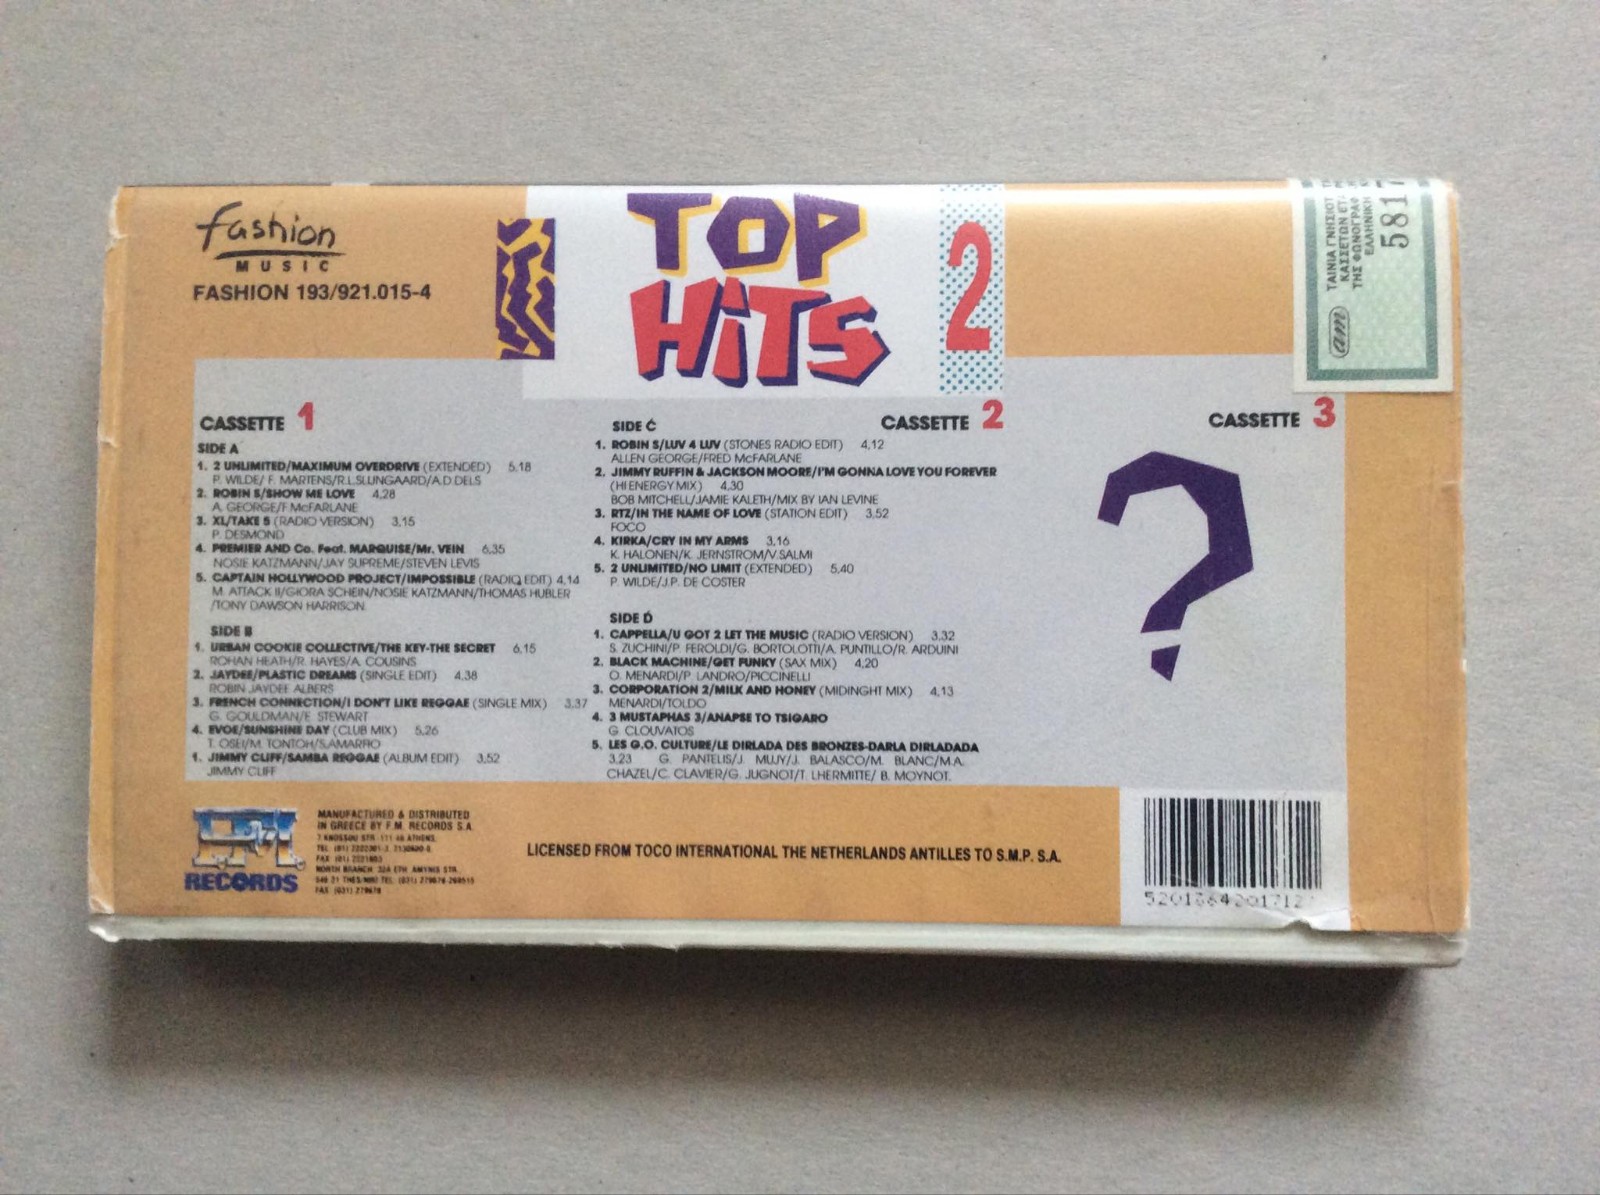 fashion
MUSIC
FASHION 193/921.015-4
TOP
HITS
2
ΤΑΙΝΙΑ ΓΝΗΣΙΟΤ
ΚΑΣΣΕΤΩΝ ΕΤ
ΤΗΣ ΦΩΝΟΓΡΑΦ
ΕΛΛΗΝΙΚΗ
5817
am
CASSETTE 1
SIDE A
1. 2 UNLIMITED/MAXIMUM OVERDRIVE (EXTENDED) 5.18
P. WILDE/ F. MARTENS/R.L.SLIJNGAARD/A.D DELS
2. ROBIN S/SHOW ME LOVE 4.28
A. GEORGE/F. McFARLANE
3. XL/TAKE 5 (RADIO VERSION) 3.15
P. DESMOND
4. PREMIER AND Co. Feat. MARQUISE/Mr. VEIN 6.35
NOSIE KATZMANN/JAY SUPREME/STEVEN LEVIS
5. CAPTAIN HOLLYWOOD PROJECT/IMPOSSIBLE (RADIO EDIT) 4.14
M. ATTACK II/GIORA SCHEIN/NOSIE KATZMANN/THOMAS HUBLER
/TONY DAWSON HARRISON
SIDE B
1. URBAN COOKIE COLLECTIVE/THE KEY-THE SECRET 6.15
ROHAN HEATH/R. HAYES/A. COUSINS
2. JAYDEE/PLASTIC DREAMS (SINGLE EDIT) 4.38
ROBIN JAYDEE ALBERS
3. FRENCH CONNECTION/I DON'T LIKE REGGAE (SINGLE MIX) 3.37
G. GOULDMAN/E. STEWART
4. EVOE/SUNSHINE DAY (CLUB MIX) 5.26
T. OSEI/M. TONTOH/S.AMARFIO
1. JIMMY CLIFF/SAMBA REGGAE (ALBUM EDIT) 3.52
JIMMY CLIFF
CASSETTE 2
SIDE C
1. ROBIN S/LUV 4 LUV (STONES RADIO EDIT) 4.12
ALLEN GEORGE/FRED McFARLANE
2. JIMMY RUFFIN & JACKSON MOORE/I'M GONNA LOVE YOU FOREVER
(HI ENERGY MIX) 4.30
BOB MITCHELL/JAMIE KALETH/MIX BY IAN LEVINE
3. RTZ/IN THE NAME OF LOVE (STATION EDIT) 3.52
FOCO
4. KIRKA/CRY IN MY ARMS 3.16
K. HALONEN/K. JERNSTROM/V.SALMI
5. 2 UNLIMITED/NO LIMIT (EXTENDED) 5.40
P. WILDE/J.P. DE COSTER
SIDE D
1. CAPPELLA/U GOT 2 LET THE MUSIC (RADIO VERSION) 3.32
S. ZUCHINI/P. FEROLDI/G. BORTOLOTTI/A. PUNTILLO/R. ARDUINI
2. BLACK MACHINE/GET FUNKY (SAX MIX) 4.20
O. MENARDI/P. LANDRO/PICCINELLI
3. CORPORATION 2/MILK AND HONEY (MIDINGHT MIX) 4.13
MENARDI/TOLDO
4. 3 MUSTAPHAS 3/ANAPSE TO TSIGARO
G. CLOUVATOS
5. LES G.O. CULTURE/LE DIRLADA DES BRONZES-DARLA DIRLADADA
3.23 G. PANTELIS/J. MUJY/J. BALASCO/M. BLANC/M.A.
CHAZEL/C. CLAVIER/G. JUGNOT/T. LHERMITTE/ B. MOYNOT.
CASSETTE 3
?
FM
RECORDS
MANUFACTURED & DISTRIBUTED
IN GREECE BY F.M. RECORDS S.A.
NORTH BRANCH
LICENSED FROM TOCO INTERNATIONAL THE NETHERLANDS ANTILLES TO S.M.P. S.A.